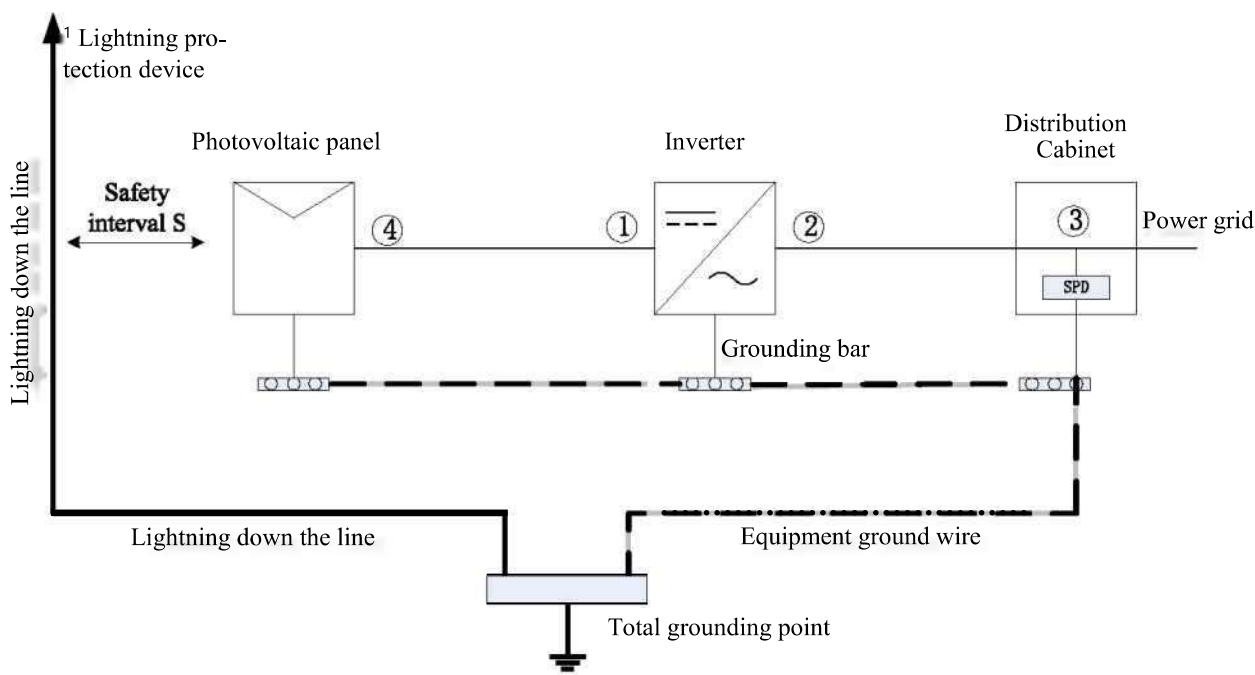 1 Lightning pro-
tection device
Photovoltaic panel
Inverter
Distribution
Cabinet
Lightning down the line
Safety
interval S
④
①
②
③
Power grid
SPD
Grounding bar
Lightning down the line
Equipment ground wire
Total grounding point